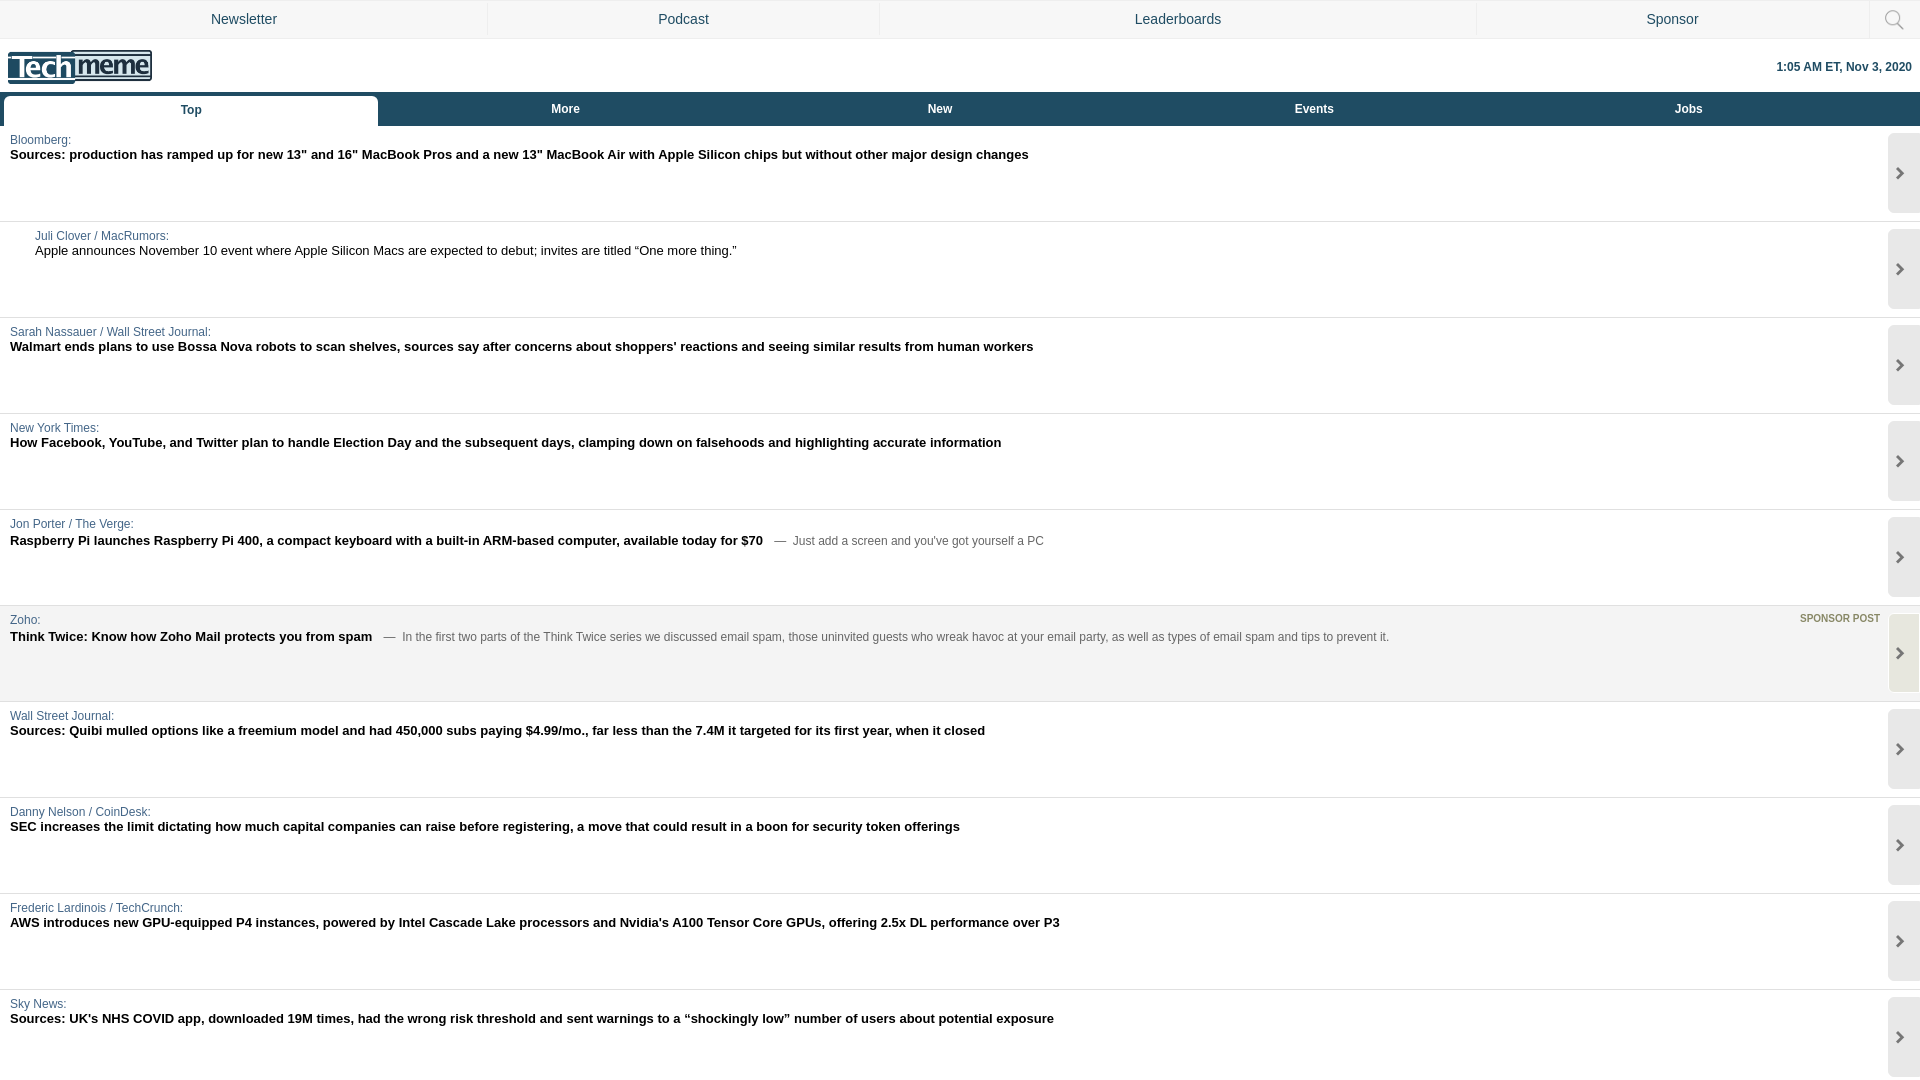 Newsletter
Podcast
Leaderboards
Sponsor
Techmeme
1:05 AM ET, Nov 3, 2020
Top
More
New
Events
Jobs
Bloomberg:
Sources: production has ramped up for new 13" and 16" MacBook Pros and a new 13" MacBook Air with Apple Silicon chips but without other major design changes
Juli Clover / MacRumors:
Apple announces November 10 event where Apple Silicon Macs are expected to debut; invites are titled “One more thing.”
Sarah Nassauer / Wall Street Journal:
Walmart ends plans to use Bossa Nova robots to scan shelves, sources say after concerns about shoppers' reactions and seeing similar results from human workers
New York Times:
How Facebook, YouTube, and Twitter plan to handle Election Day and the subsequent days, clamping down on falsehoods and highlighting accurate information
Jon Porter / The Verge:
Raspberry Pi launches Raspberry Pi 400, a compact keyboard with a built-in ARM-based computer, available today for $70 — Just add a screen and you've got yourself a PC
Zoho:
SPONSOR POST
Think Twice: Know how Zoho Mail protects you from spam — In the first two parts of the Think Twice series we discussed email spam, those uninvited guests who wreak havoc at your email party, as well as types of email spam and tips to prevent it.
Wall Street Journal:
Sources: Quibi mulled options like a freemium model and had 450,000 subs paying $4.99/mo., far less than the 7.4M it targeted for its first year, when it closed
Danny Nelson / CoinDesk:
SEC increases the limit dictating how much capital companies can raise before registering, a move that could result in a boon for security token offerings
Frederic Lardinois / TechCrunch:
AWS introduces new GPU-equipped P4 instances, powered by Intel Cascade Lake processors and Nvidia's A100 Tensor Core GPUs, offering 2.5x DL performance over P3
Sky News:
Sources: UK's NHS COVID app, downloaded 19M times, had the wrong risk threshold and sent warnings to a “shockingly low” number of users about potential exposure